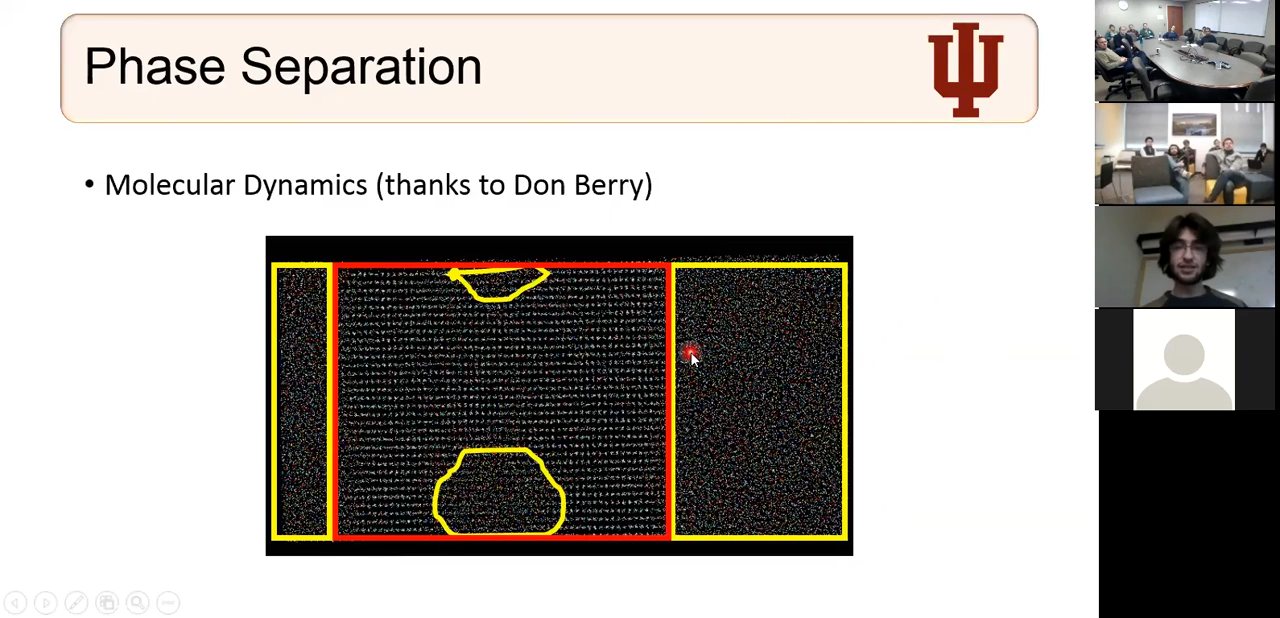 Phase Separation
• Molecular Dynamics (thanks to Don Berry)